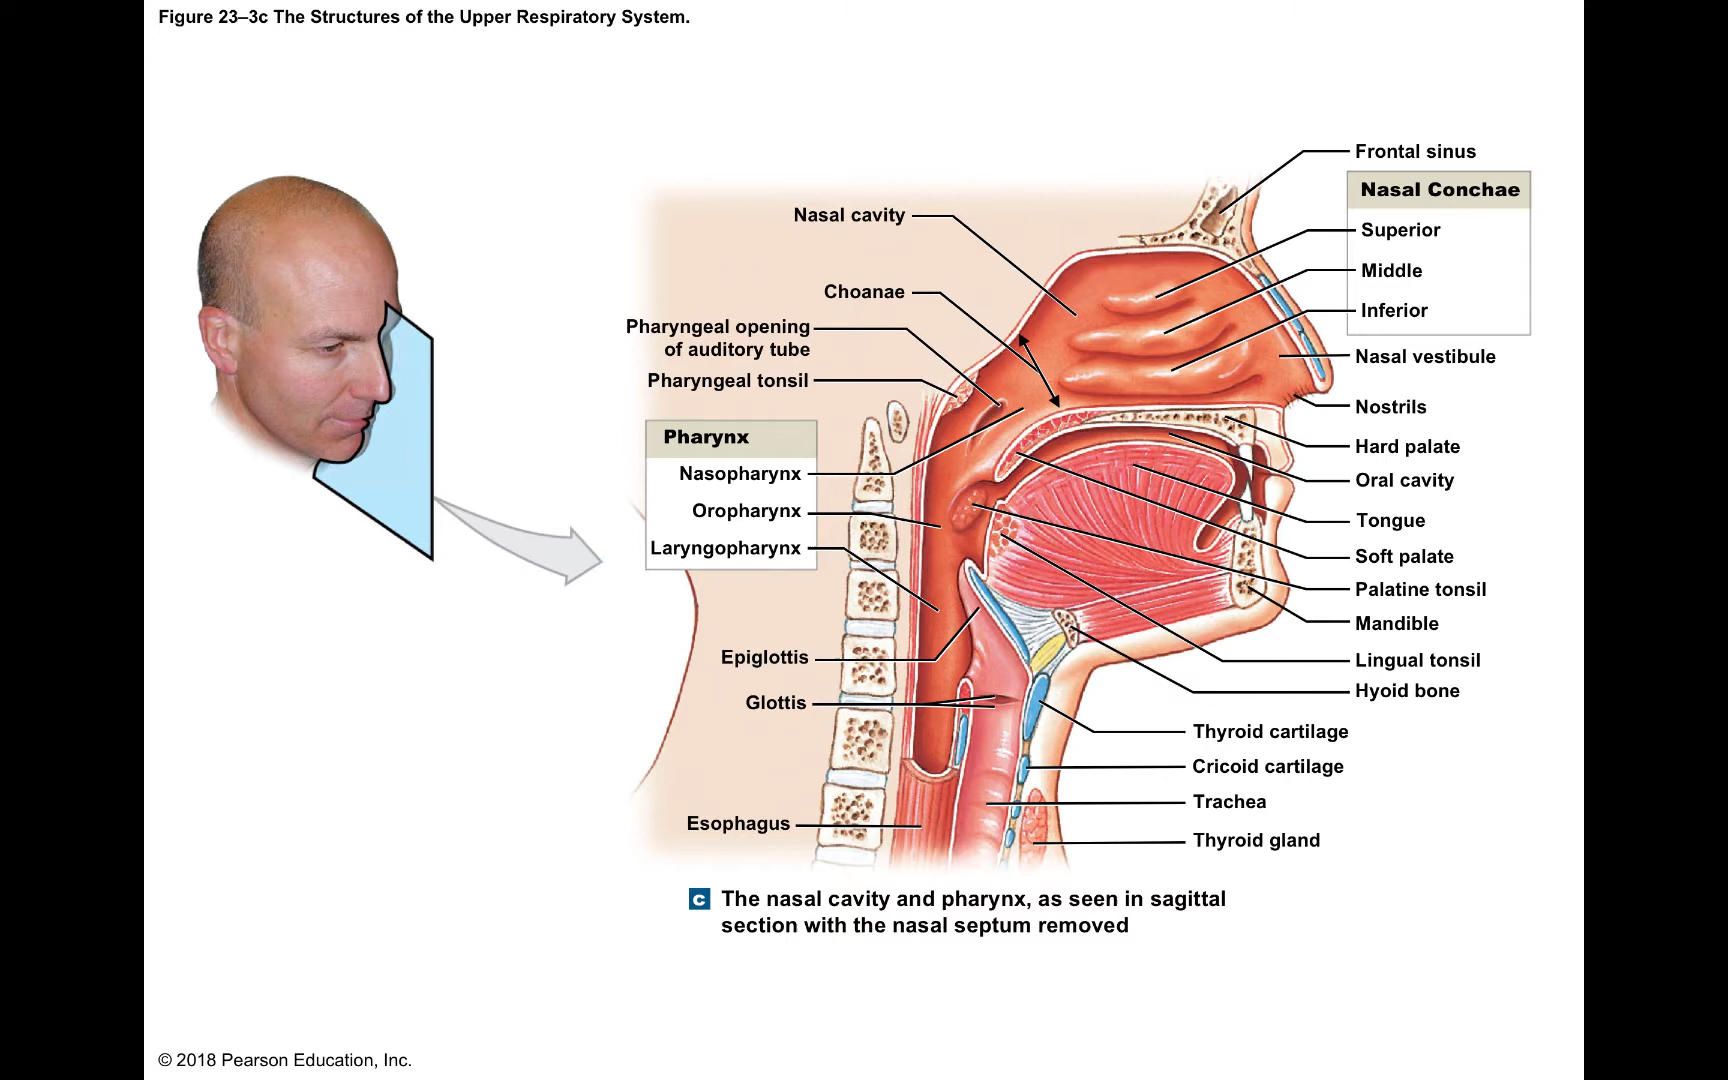 Figure 23–3c The Structures of the Upper Respiratory System.
Nasal cavity
Choanae
Pharyngeal opening
of auditory tube
Pharyngeal tonsil
Pharynx
Nasopharynx
Oropharynx
Laryngopharynx
Epiglottis
Glottis
Esophagus
Frontal sinus
Nasal Conchae
Superior
Middle
Inferior
Nasal vestibule
Nostrils
Hard palate
Oral cavity
Tongue
Soft palate
Palatine tonsil
Mandible
Lingual tonsil
Hyoid bone
Thyroid cartilage
Cricoid cartilage
Trachea
Thyroid gland
c The nasal cavity and pharynx, as seen in sagittal
section with the nasal septum removed
© 2018 Pearson Education, Inc.